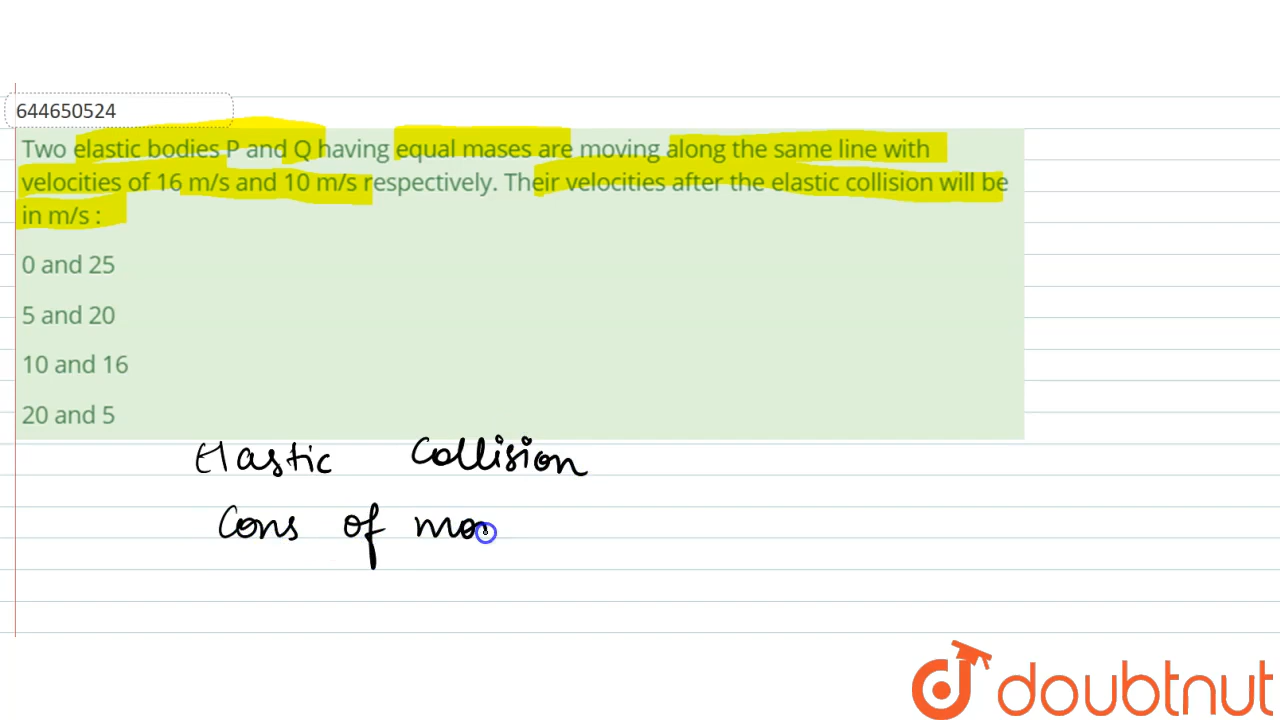 644650524
Two elastic bodies P and Q having equal mases are moving along the same line with
velocities of 16 m/s and 10 m/s respectively. Their velocities after the elastic collision will be
in m/s :
0 and 25
5 and 20
10 and 16
20 and 5
Elastic Collision
Cons of mo
doubtnut